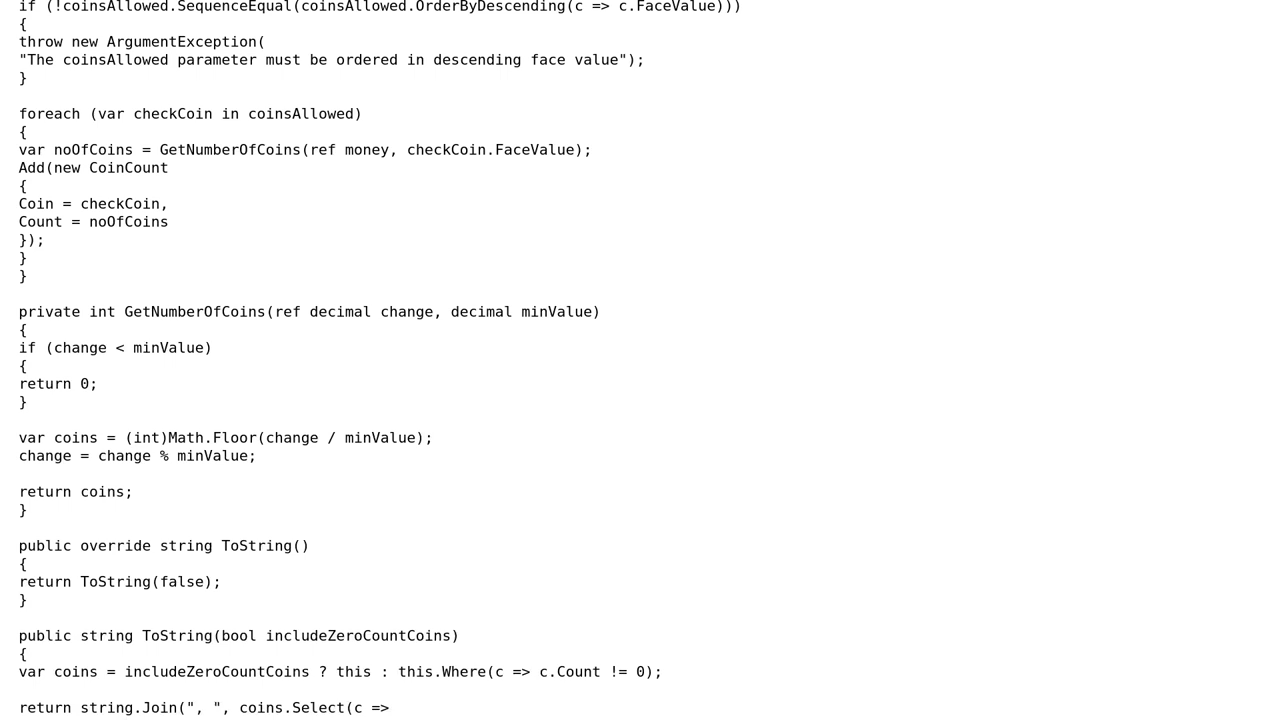 if (!coinsAllowed.SequenceEqual(coinsAllowed.OrderByDescending(c => c.FaceValue)))
{
throw new ArgumentException(
"The coinsAllowed parameter must be ordered in descending face value");
}
foreach (var checkCoin in coinsAllowed)
{
var noOfCoins = GetNumberOfCoins(ref money, checkCoin.FaceValue);
Add(new CoinCount
{
Coin = checkCoin,
Count = noOfCoins
});
}
}
private int GetNumberOfCoins(ref decimal change, decimal minValue)
{
if (change < minValue)
{
return 0;
}
var coins = (int)Math.Floor(change / minValue);
change = change % minValue;
return coins;
}
public override string ToString()
{
return ToString(false);
}
public string ToString(bool includeZeroCountCoins)
{
var coins = includeZeroCountCoins ? this : this.Where(c => c.Count != 0);
return string.Join(", ", coins.Select(c =>